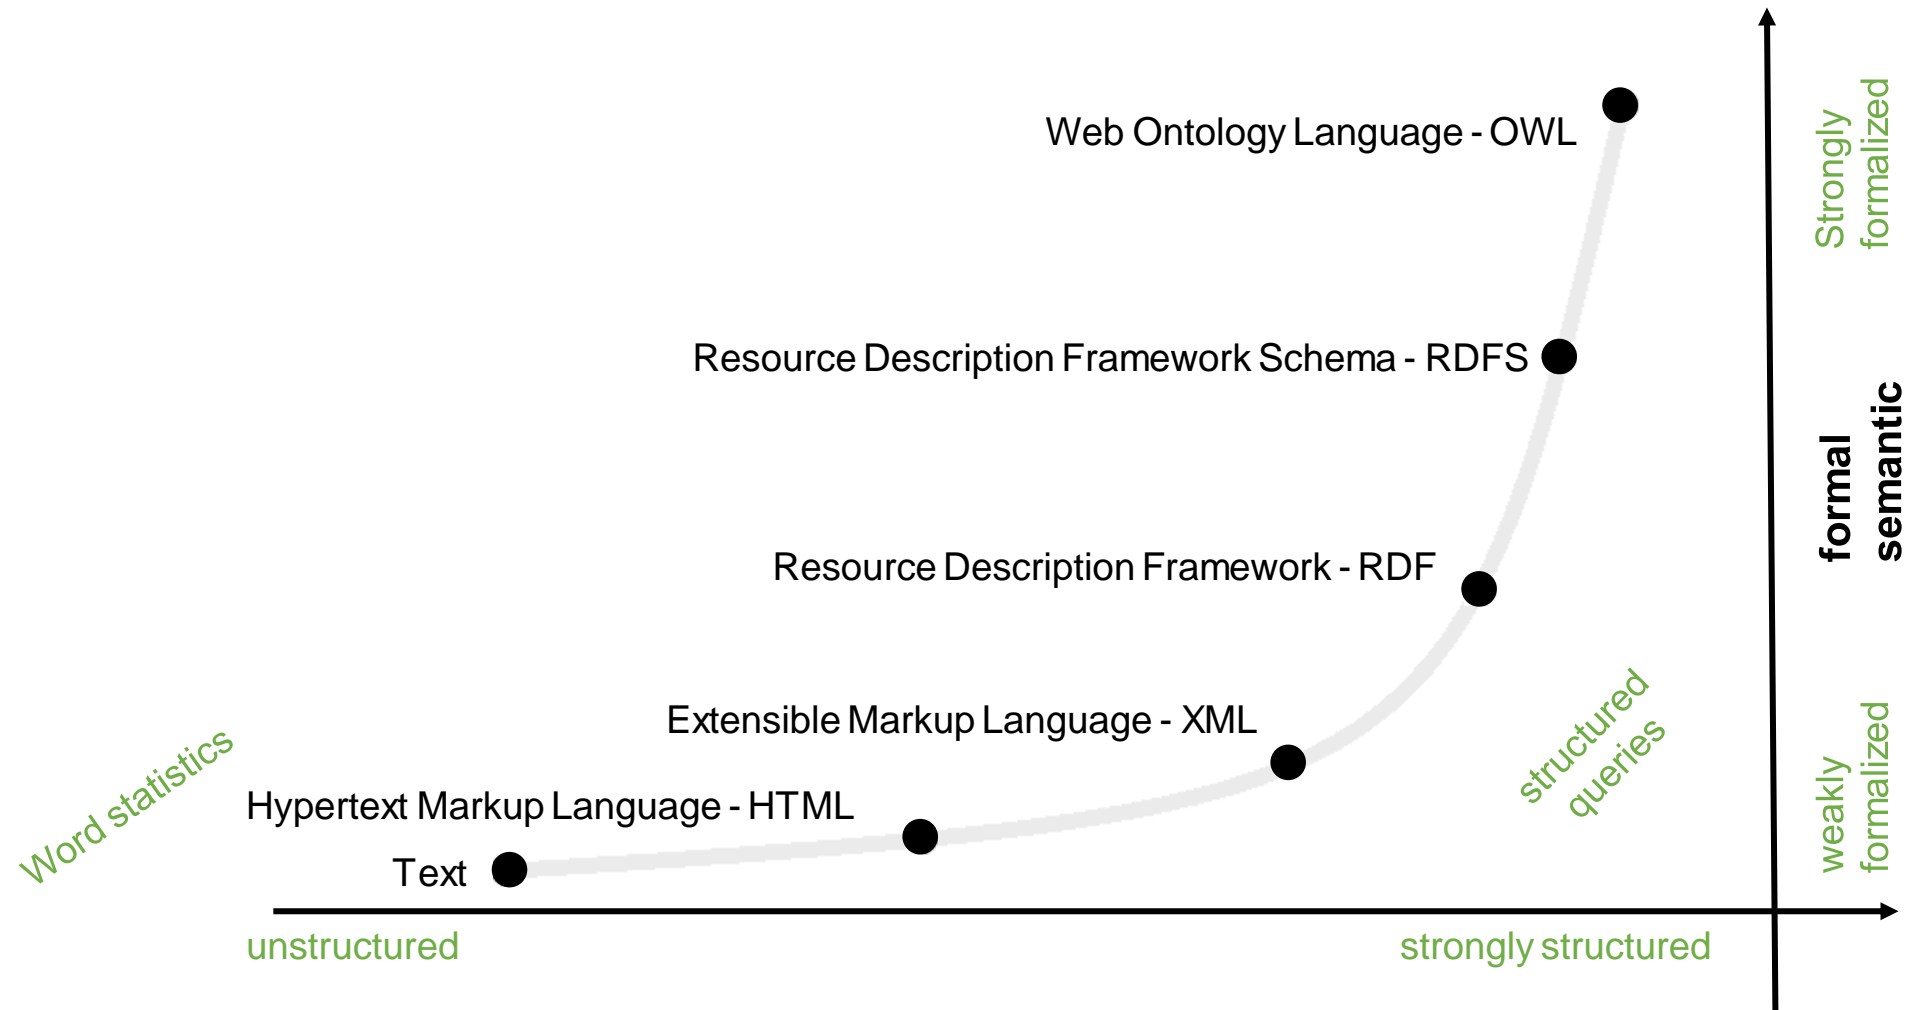 Web Ontology Language - OWL
Strongly
formalized
Resource Description Framework Schema - RDFS
formal
semantic
Resource Description Framework - RDF
Extensible Markup Language - XML
structured
queries
weakly
formalized
Word statistics
Hypertext Markup Language - HTML
Text
unstructured
strongly structured